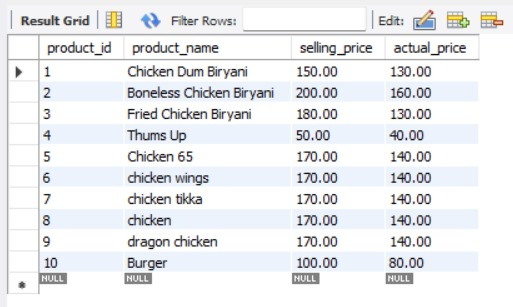 Result Grid Filter Rows: Edit:
product_id product_name selling_price actual_price
1 Chicken Dum Biryani 150.00 130.00
2 Boneless Chicken Biryani 200.00 160.00
3 Fried Chicken Biryani 180.00 130.00
4 Thums Up 50.00 40.00
5 Chicken 65 170.00 140.00
6 chicken wings 170.00 140.00
7 chicken tikka 170.00 140.00
8 chicken 170.00 140.00
9 dragon chicken 170.00 140.00
10 Burger 100.00 80.00
NULL NULL NULL NULL